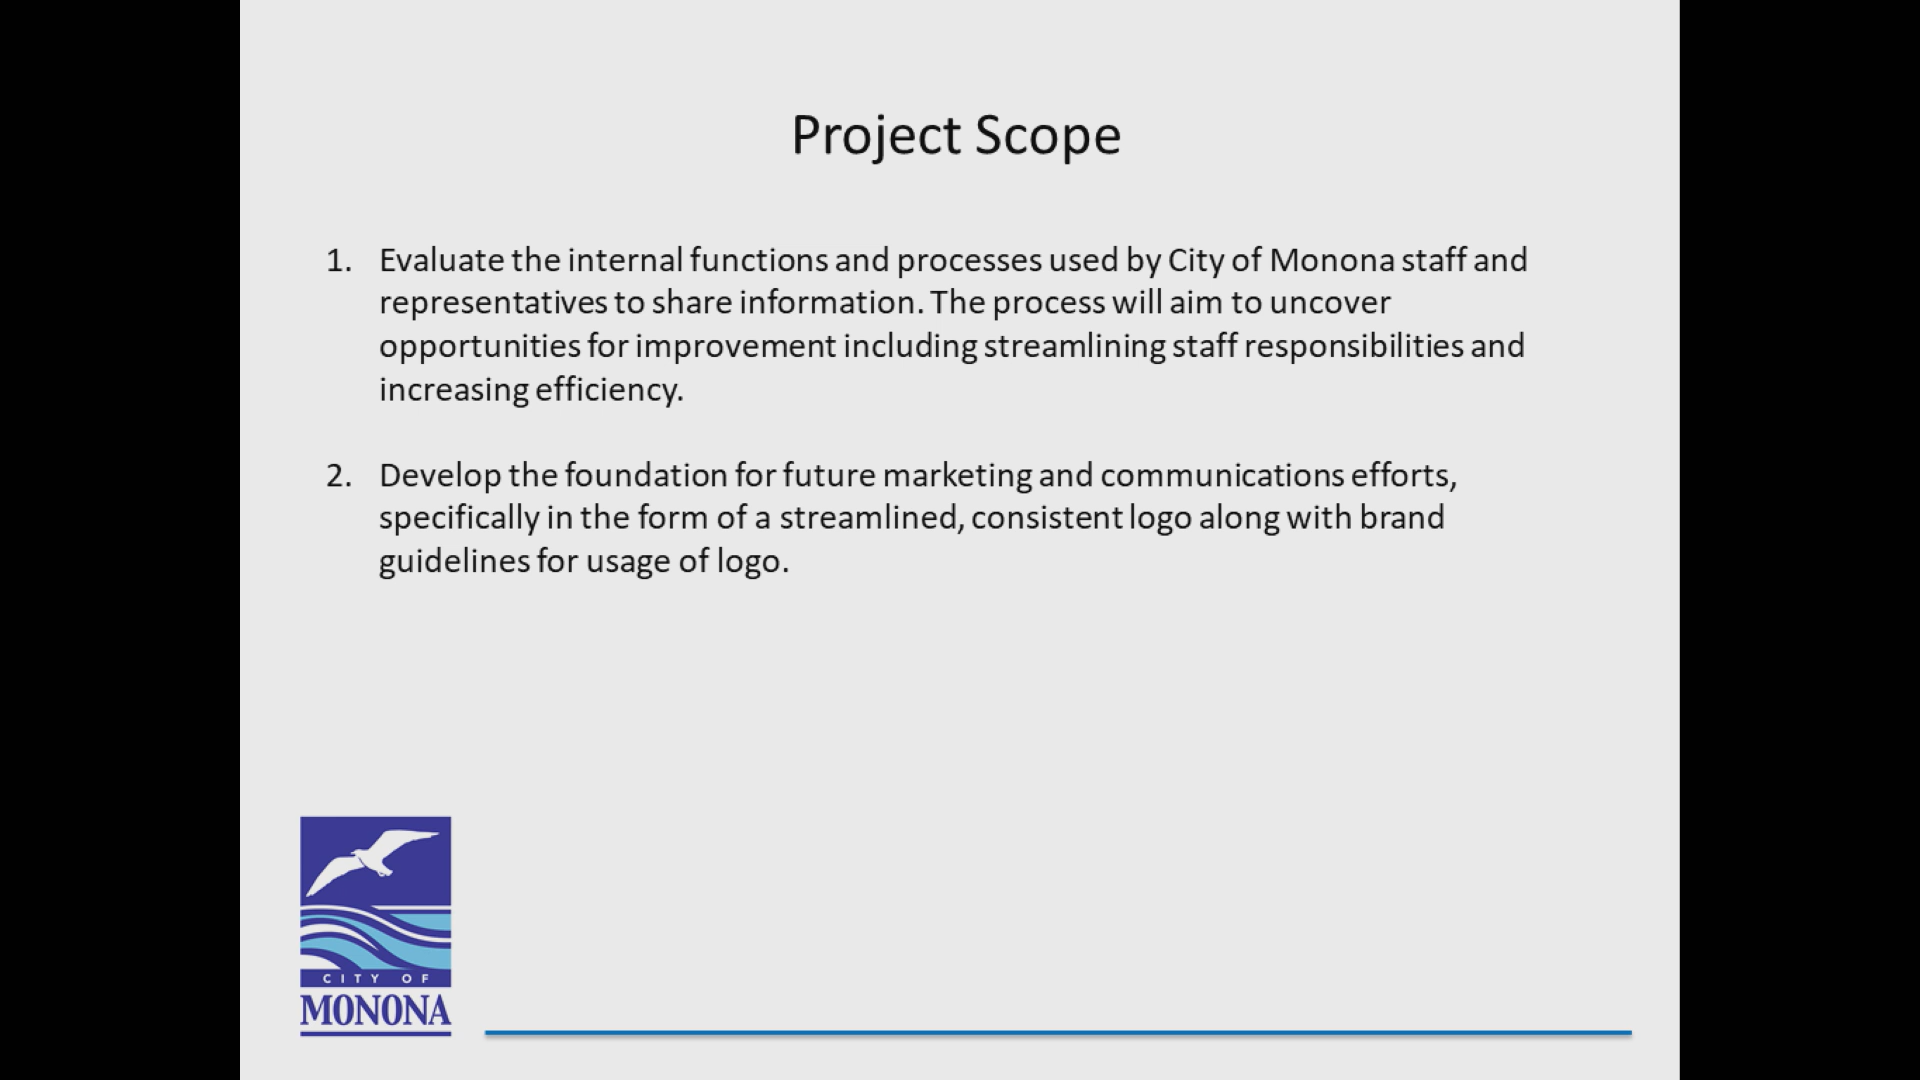 Project Scope
1. Evaluate the internal functions and processes used by City of Monona staff and
representatives to share information. The process will aim to uncover
opportunities for improvement including streamlining staff responsibilities and
increasing efficiency.
2. Develop the foundation for future marketing and communications efforts,
specifically in the form of a streamlined, consistent logo along with brand
guidelines for usage of logo.
CITY OF
MONONA